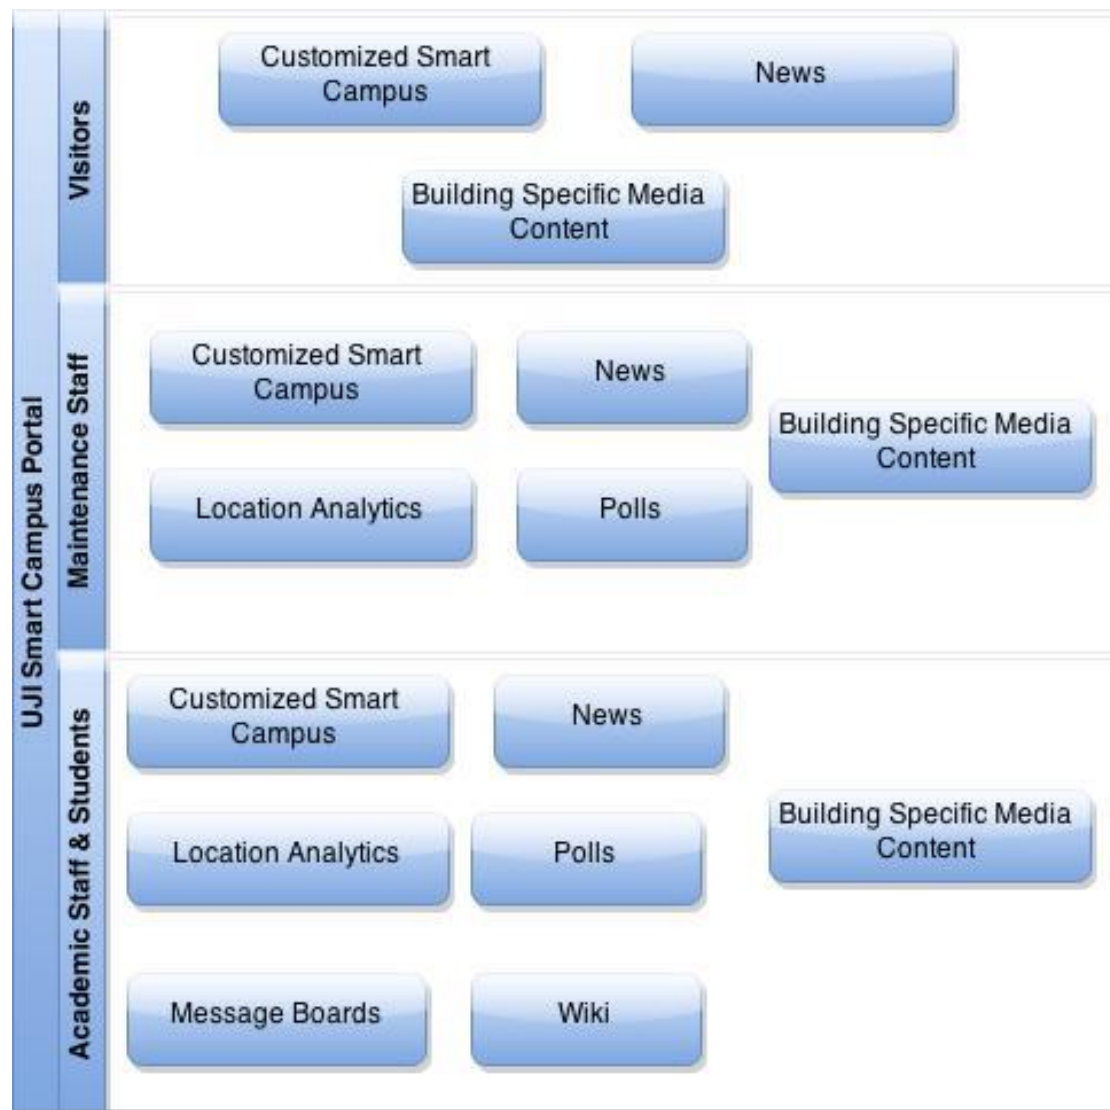 UJI Smart Campus Portal
VIsitors
Customized Smart
Campus
News
Building Specific Media
Content
Maintenance Staff
Customized Smart
Campus
News
Building Specific Media
Content
Location Analytics
Polls
Academic Staff & Students
Customized Smart
Campus
News
Building Specific Media
Content
Location Analytics
Polls
Message Boards
Wiki